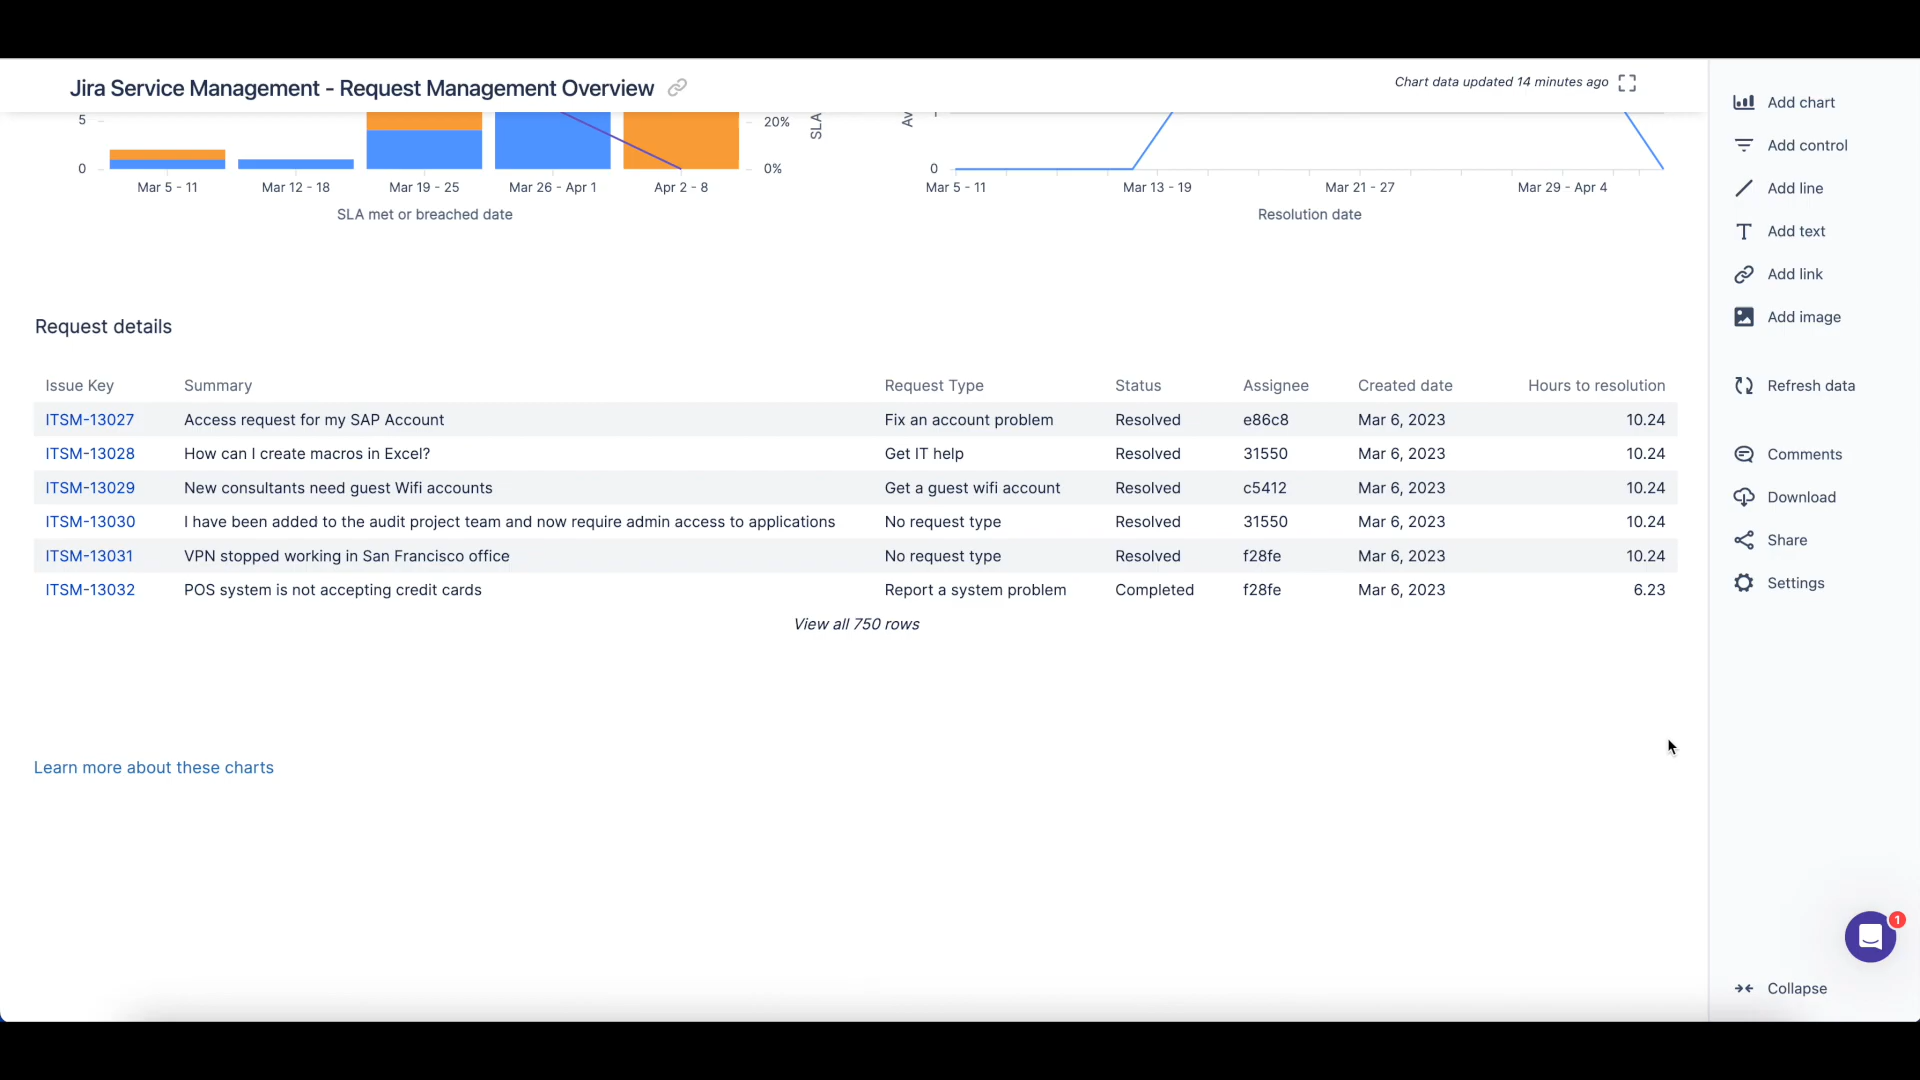 Jira Service Management - Request Management Overview
Chart data updated 14 minutes ago
5
0
20%
0%
SLA
Mar 5 - 11
Mar 12 - 18
Mar 19 - 25
Mar 26 - Apr 1
Apr 2 - 8
SLA met or breached date
Av
0
Mar 5 - 11
Mar 13 - 19
Mar 21 - 27
Mar 29 - Apr 4
Resolution date
Request details
Issue Key Summary Request Type Status Assignee Created date Hours to resolution
ITSM-13027 Access request for my SAP Account Fix an account problem Resolved e86c8 Mar 6, 2023 10.24
ITSM-13028 How can I create macros in Excel? Get IT help Resolved 31550 Mar 6, 2023 10.24
ITSM-13029 New consultants need guest Wifi accounts Get a guest wifi account Resolved c5412 Mar 6, 2023 10.24
ITSM-13030 I have been added to the audit project team and now require admin access to applications No request type Resolved 31550 Mar 6, 2023 10.24
ITSM-13031 VPN stopped working in San Francisco office No request type Resolved f28fe Mar 6, 2023 10.24
ITSM-13032 POS system is not accepting credit cards Report a system problem Completed f28fe Mar 6, 2023 6.23
View all 750 rows
Learn more about these charts
Add chart
Add control
Add line
Add text
Add link
Add image
Refresh data
Comments
Download
Share
Settings
1
Collapse